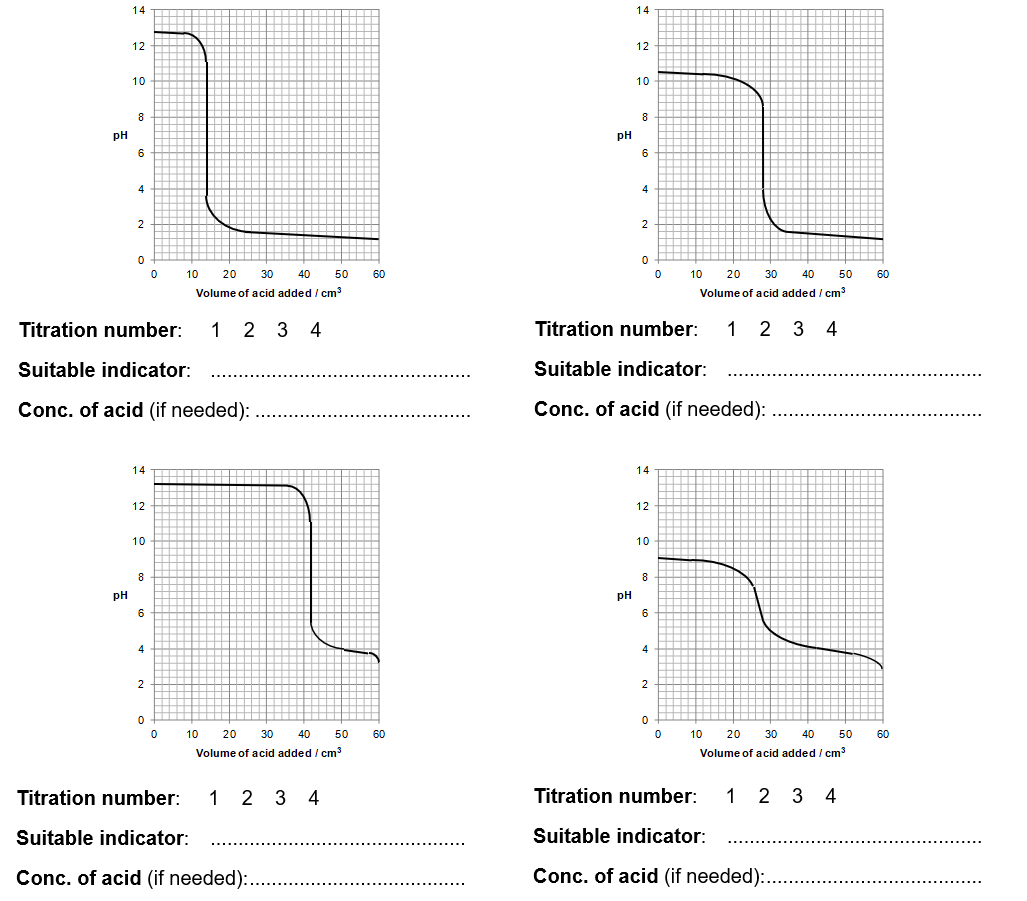 14
12
10
8
pH
6
4
2
0
0 10 20 30 40 50 60
Volume of acid added / cm³
Titration number: 1 2 3 4
Suitable indicator: ...............................................
Conc. of acid (if needed): .......................................
14
12
10
8
pH
6
4
2
0
0 10 20 30 40 50 60
Volume of acid added / cm³
Titration number: 1 2 3 4
Suitable indicator: ..............................................
Conc. of acid (if needed): ......................................
14
12
10
8
pH
6
4
2
0
0 10 20 30 40 50 60
Volume of acid added / cm³
Titration number: 1 2 3 4
Suitable indicator: ..............................................
Conc. of acid (if needed):.......................................
14
12
10
8
pH
6
4
2
0
0 10 20 30 40 50 60
Volume of acid added / cm³
Titration number: 1 2 3 4
Suitable indicator: ..............................................
Conc. of acid (if needed):.......................................